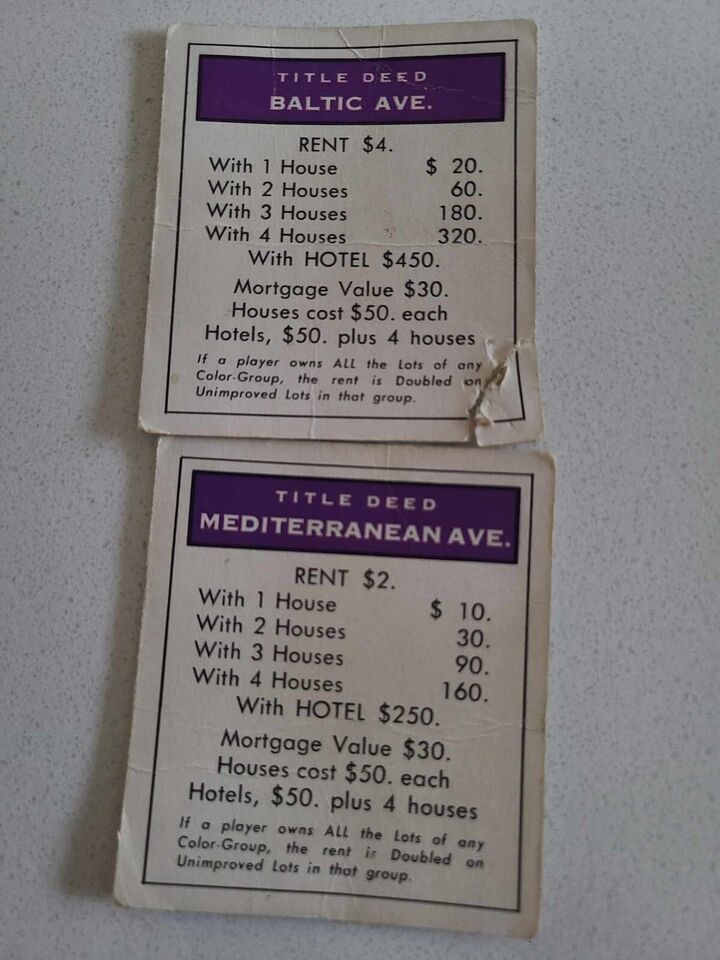 TITLE DEED
BALTIC AVE.
RENT $4.
With 1 House $ 20.
With 2 Houses 60.
With 3 Houses 180.
With 4 Houses 320.
With HOTEL $450.
Mortgage Value $30.
Houses cost $50. each
Hotels, $50. plus 4 houses
If a player owns ALL the Lots of any
Color-Group, the rent is Doubled on
Unimproved Lots in that group.
TITLE DEED
MEDITERRANEAN AVE.
RENT $2.
With 1 House $ 10.
With 2 Houses 30.
With 3 Houses 90.
With 4 Houses 160.
With HOTEL $250.
Mortgage Value $30.
Houses cost $50. each
Hotels, $50. plus 4 houses
If a player owns ALL the Lots of any
Color-Group, the rent is Doubled on
Unimproved Lots in that group.